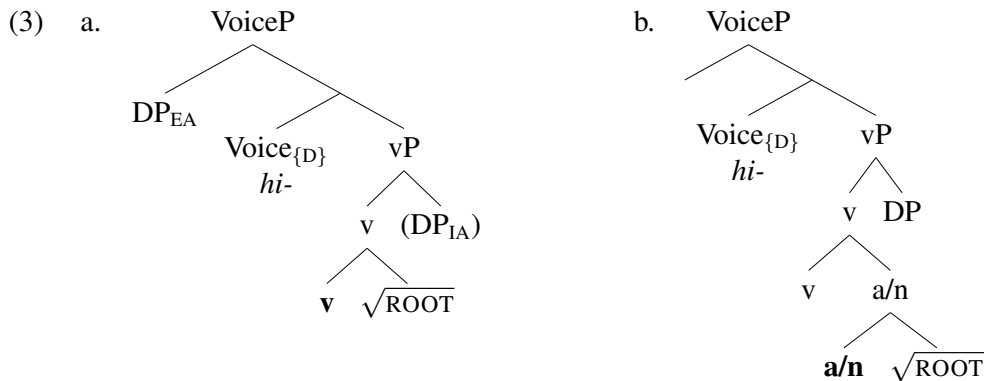 (3) a. VoiceP b. VoiceP
DP_EA
Voice_{D} vP Voice_{D} vP
hi- hi-
v (DP_IA) v DP
v √ROOT v a/n
a/n √ROOT